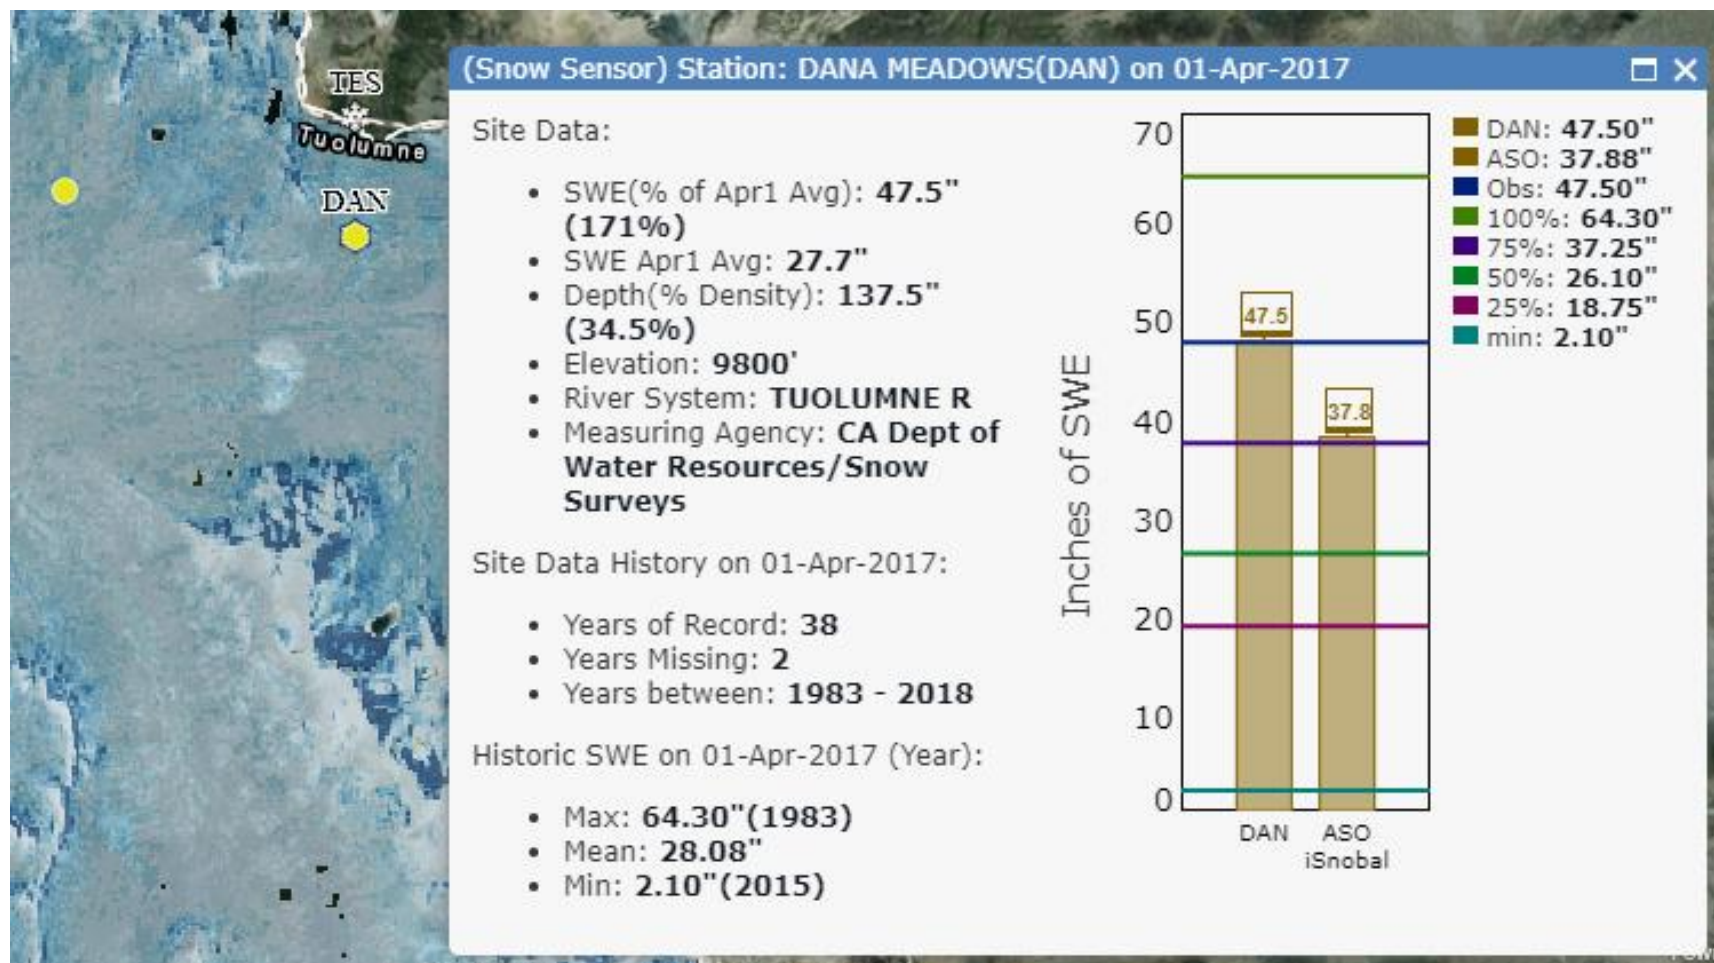 TES
Tuolumne
DAN
(Snow Sensor) Station: DANA MEADOWS(DAN) on 01-Apr-2017
Site Data:
• SWE(% of Apr1 Avg): 47.5"
(171%)
• SWE Apr1 Avg: 27.7"
• Depth(% Density): 137.5"
(34.5%)
• Elevation: 9800'
• River System: TUOLUMNE R
• Measuring Agency: CA Dept of
Water Resources/Snow
Surveys
Site Data History on 01-Apr-2017:
• Years of Record: 38
• Years Missing: 2
• Years between: 1983 - 2018
Historic SWE on 01-Apr-2017 (Year):
• Max: 64.30"(1983)
• Mean: 28.08"
• Min: 2.10"(2015)
Inches of SWE
70
60
50
40
30
20
10
0
47.5
37.8
DAN
ASO
iSnobal
DAN: 47.50"
ASO: 37.88"
Obs: 47.50"
100%: 64.30"
75%: 37.25"
50%: 26.10"
25%: 18.75"
min: 2.10"